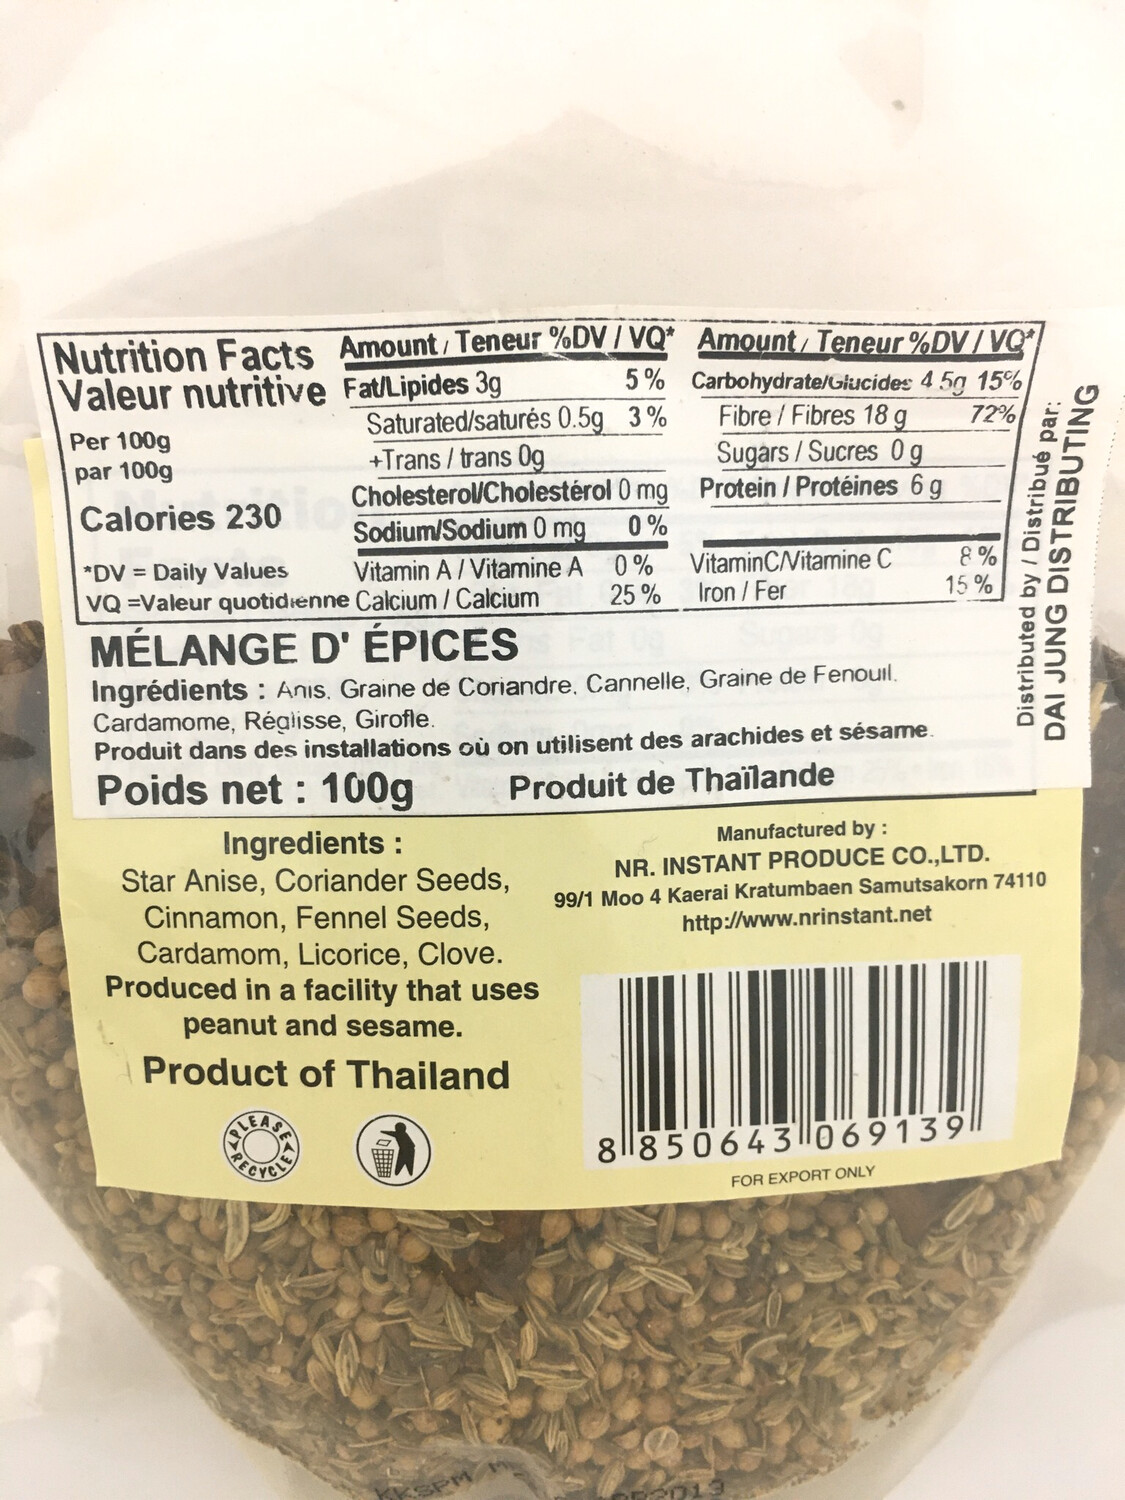 Nutrition Facts
Valeur nutritive
Per 100g
par 100g
Calories 230
*DV = Daily Values
VQ =Valeur quotidienne
Amount / Teneur %DV / VQ*
Fat/Lipides 3g 5 %
Saturated/saturés 0.5g 3 %
+Trans / trans 0g
Cholesterol/Cholestérol 0 mg
Sodium/Sodium 0 mg 0 %
Vitamin A / Vitamine A 0 %
Calcium / Calcium 25 %
Amount / Teneur %DV / VQ*
Carbohydrate/Glucides 4 5g 15%
Fibre / Fibres 18 g 72%
Sugars / Sucres 0 g
Protein / Protéines 6 g
VitaminC/Vitamine C 8 %
Iron / Fer 15 %
Distributed by / Distribué par:
DAI JUNG DISTRIBUTING
MÉLANGE D' ÉPICES
Ingrédients : Anis, Graine de Coriandre, Cannelle, Graine de Fenouil,
Cardamome, Réglisse, Girofle.
Produit dans des installations où on utilisent des arachides et sésame.
Poids net : 100g Produit de Thaïlande
Ingredients :
Star Anise, Coriander Seeds,
Cinnamon, Fennel Seeds,
Cardamom, Licorice, Clove.
Produced in a facility that uses
peanut and sesame.
Product of Thailand
PLEASE RECYCLE
Manufactured by :
NR. INSTANT PRODUCE CO.,LTD.
99/1 Moo 4 Kaerai Kratumbaen Samutsakorn 74110
http://www.nrinstant.net
8 850643 069139
FOR EXPORT ONLY